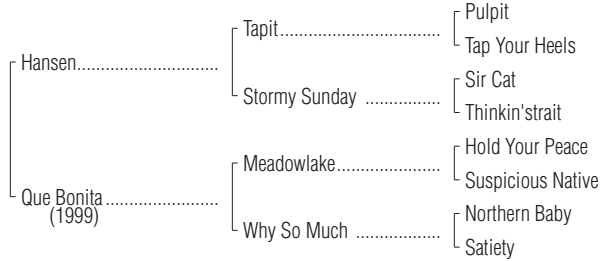 Pulpit
Tapit
Tap Your Heels
Hansen
Sir Cat
Stormy Sunday
Thinkin'strait
Hold Your Peace
Meadowlake
Suspicious Native
Que Bonita
(1999)
Northern Baby
Why So Much
Satiety